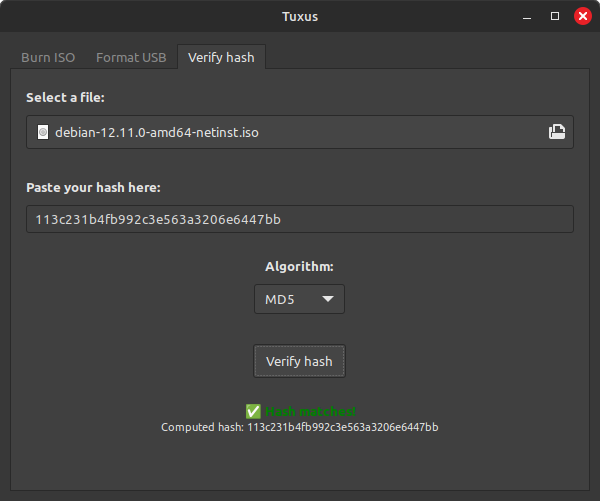 Tuxus
Burn ISO Format USB Verify hash
Select a file:
debian-12.11.0-amd64-netinst.iso
Paste your hash here:
113c231b4fb992c3e563a3206e6447bb
Algorithm:
MD5
Verify hash
✅ Hash matches!
Computed hash: 113c231b4fb992c3e563a3206e6447bb